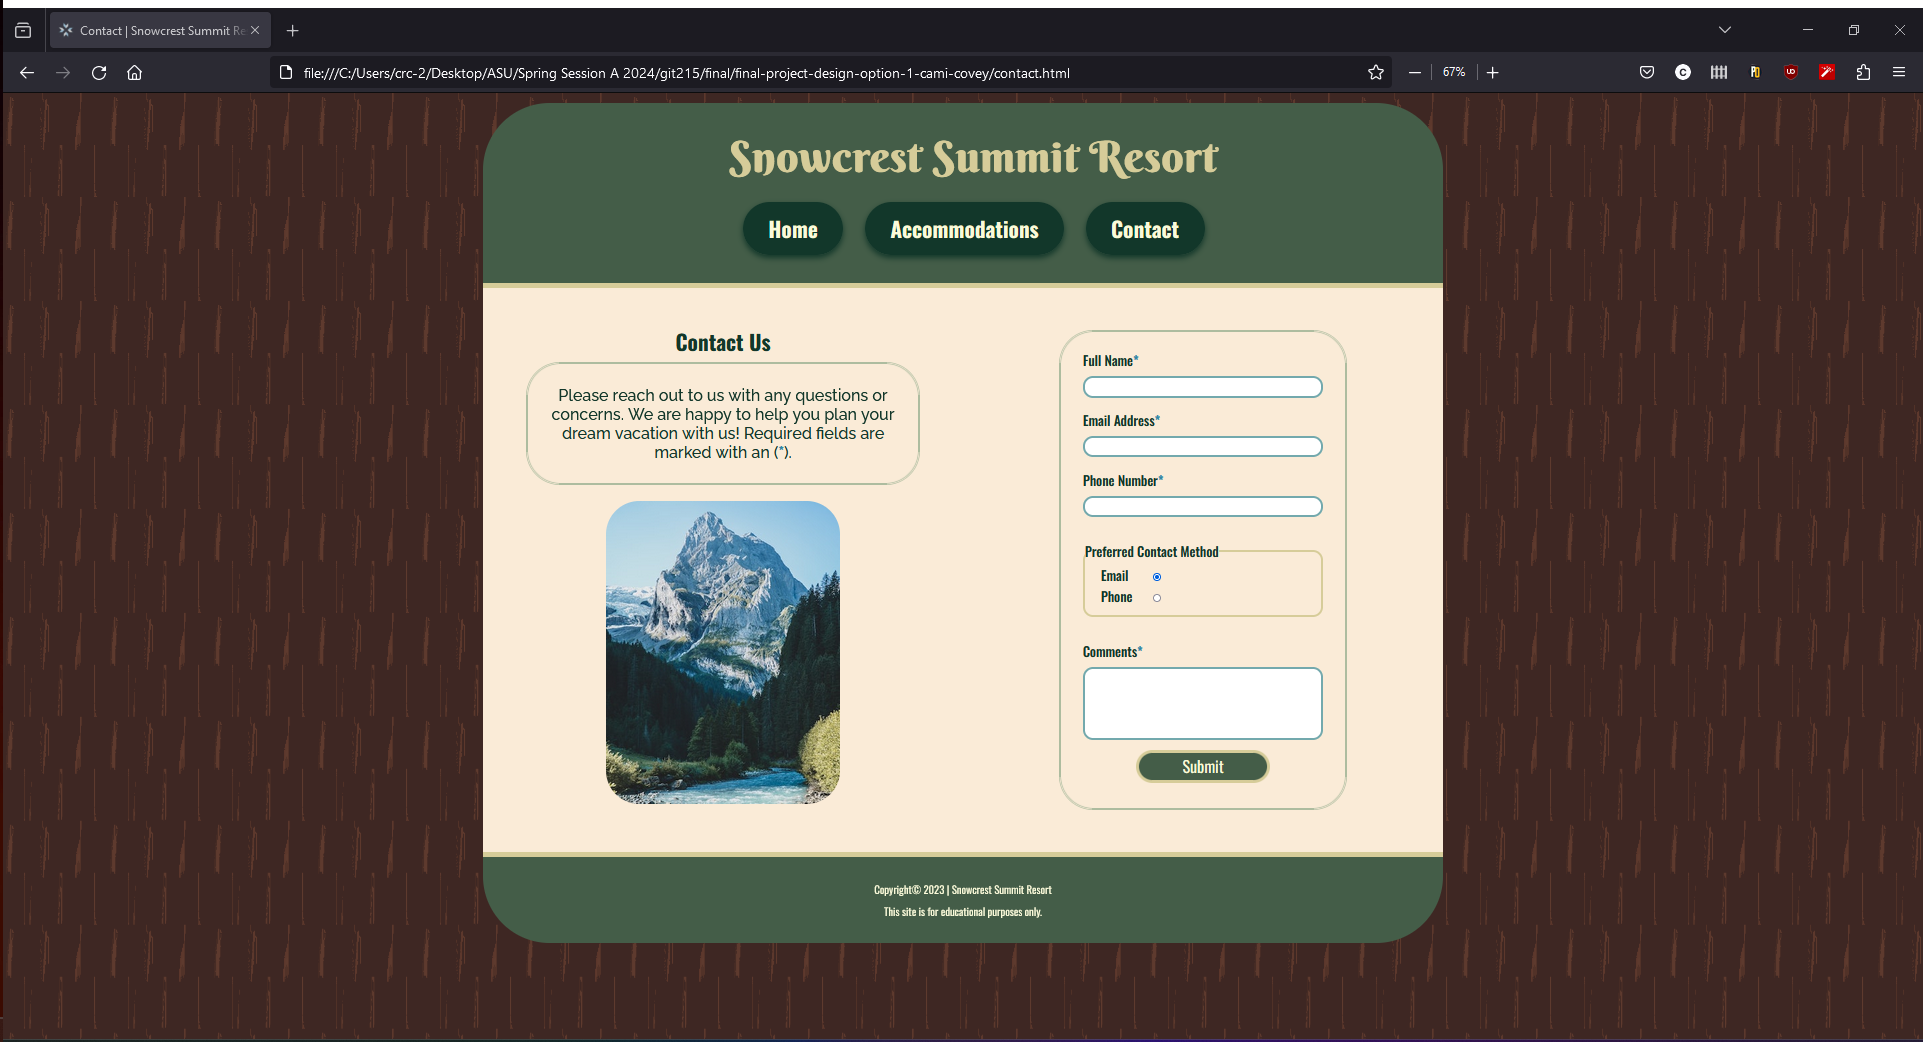 Contact | Snowcrest Summit Re
file:///C:/Users/crc-2/Desktop/ASU/Spring Session A 2024/git215/final/final-project-design-option-1-cami-covey/contact.html
67%
Snowcrest Summit Resort
Home
Accommodations
Contact
Contact Us
Please reach out to us with any questions or
concerns. We are happy to help you plan your
dream vacation with us! Required fields are
marked with an (*).
Full Name*
Email Address*
Phone Number*
Preferred Contact Method
Email
Phone
Comments*
Submit
Copyright© 2023 | Snowcrest Summit Resort
This site is for educational purposes only.